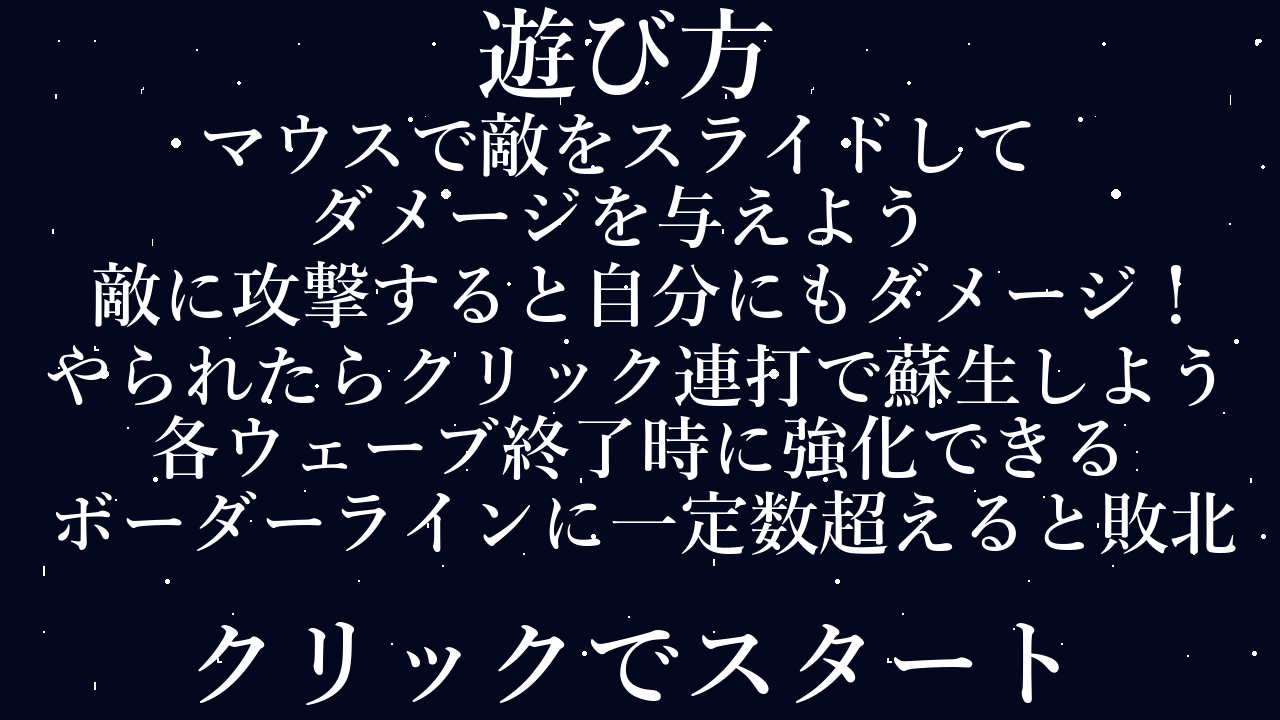 遊び方
マウスで敵をスライドして
ダメージを与えよう
敵に攻撃すると自分にもダメージ！
やられたらクリック連打で蘇生しよう
各ウェーブ終了時に強化できる
ボーダーラインに一定数超えると敗北
クリックでスタート